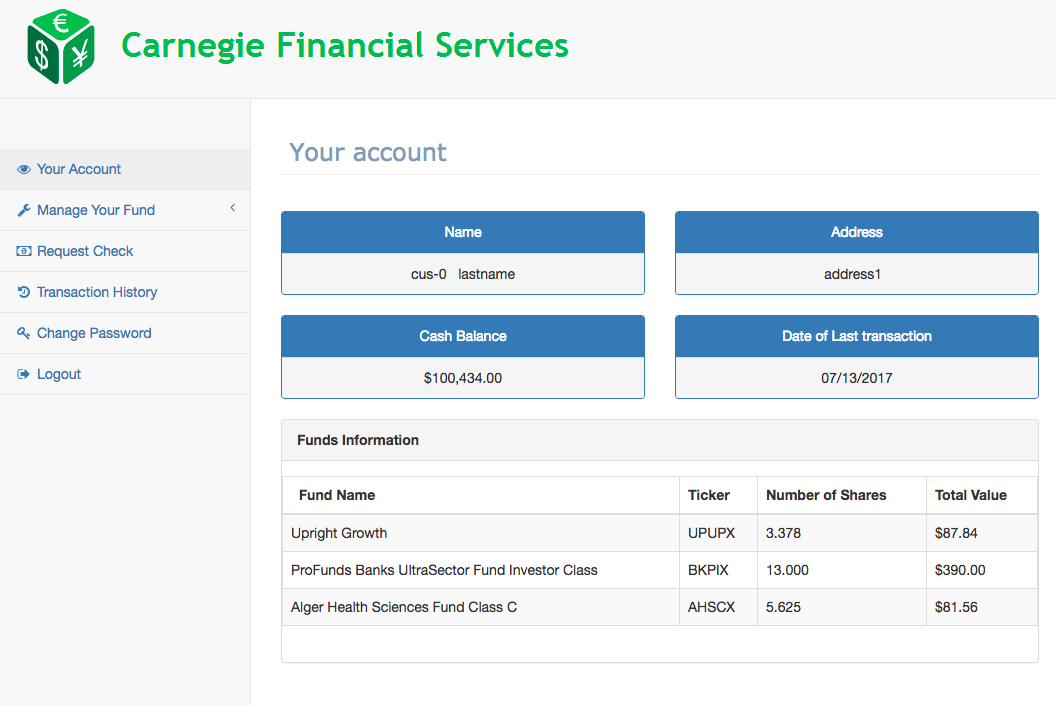 € $ ¥
Carnegie Financial Services
Your Account
Manage Your Fund
Request Check
Transaction History
Change Password
Logout
Your account
Name
cus-0 lastname
Address
address1
Cash Balance
$100,434.00
Date of Last transaction
07/13/2017
Funds Information
Fund Name Ticker Number of Shares Total Value
Upright Growth UPUPX 3.378 $87.84
ProFunds Banks UltraSector Fund Investor Class BKPIX 13.000 $390.00
Alger Health Sciences Fund Class C AHSCX 5.625 $81.56